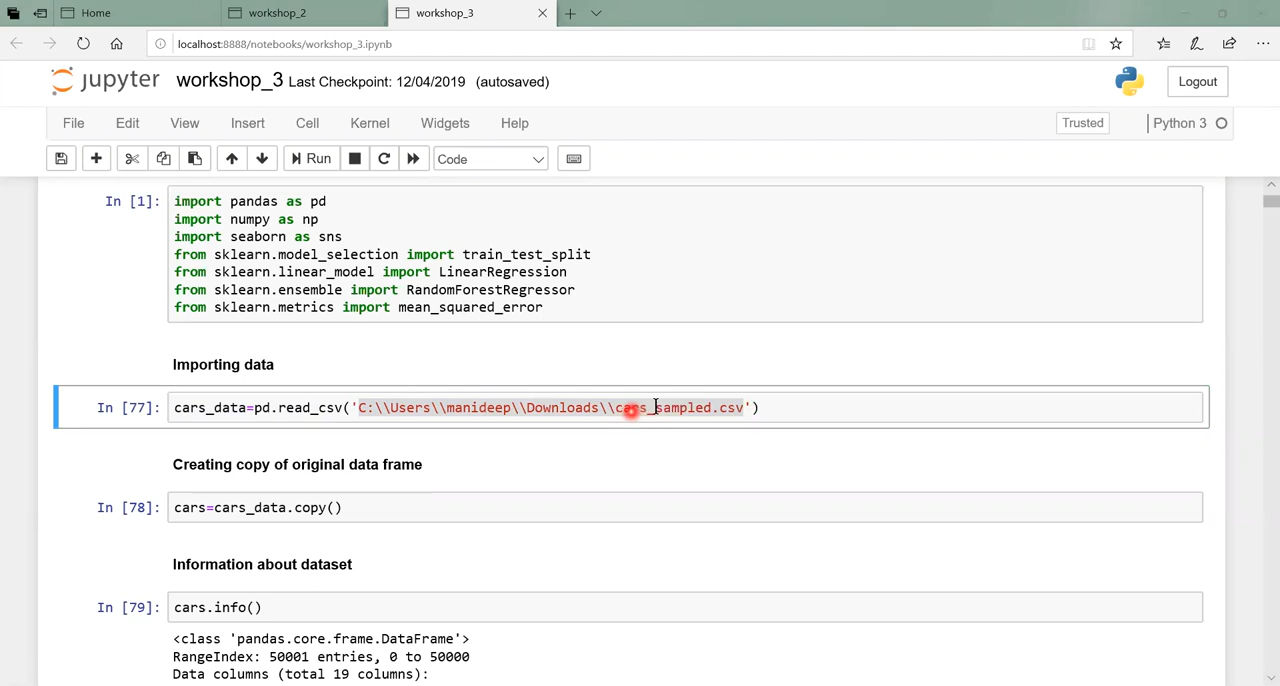 Home
workshop_2
workshop_3
localhost:8888/notebooks/workshop_3.ipynb
jupyter workshop_3 Last Checkpoint: 12/04/2019 (autosaved)
Logout
File Edit View Insert Cell Kernel Widgets Help
Trusted
Python 3
Run
Code
In [1]: import pandas as pd
import numpy as np
import seaborn as sns
from sklearn.model_selection import train_test_split
from sklearn.linear_model import LinearRegression
from sklearn.ensemble import RandomForestRegressor
from sklearn.metrics import mean_squared_error
Importing data
In [77]: cars_data=pd.read_csv('C:\\Users\\manideep\\Downloads\\cars_sampled.csv')
Creating copy of original data frame
In [78]: cars=cars_data.copy()
Information about dataset
In [79]: cars.info()
<class 'pandas.core.frame.DataFrame'>
RangeIndex: 50001 entries, 0 to 50000
Data columns (total 19 columns):